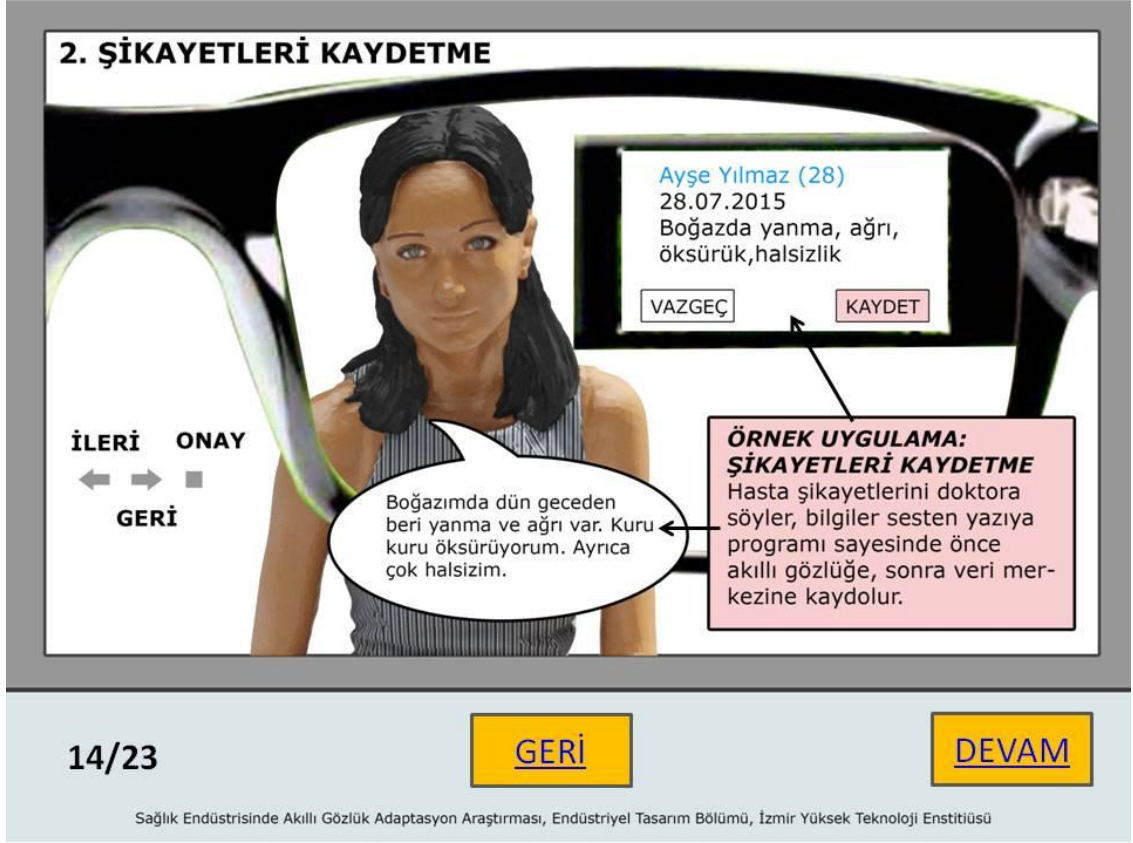 2. ŞİKAYETLERİ KAYDETME
Ayşe Yılmaz (28)
28.07.2015
Boğazda yanma, ağrı,
öksürük,halsizlik
VAZGEÇ
KAYDET
İLERİ
ONAY
GERİ
Boğazımda dün geceden
beri yanma ve ağrı var. Kuru
kuru öksürüyorum. Ayrıca
çok halsizim.
ÖRNEK UYGULAMA:
ŞİKAYETLERİ KAYDETME
Hasta şikayetlerini doktora
söyler, bilgiler sesten yazıya
programı sayesinde önce
akıllı gözlüğe, sonra veri mer-
kezine kaydolur.
14/23
GERİ
DEVAM
Sağlık Endüstrisinde Akıllı Gözlük Adaptasyon Araştırması, Endüstriyel Tasarım Bölümü, İzmir Yüksek Teknoloji Enstitiüsü